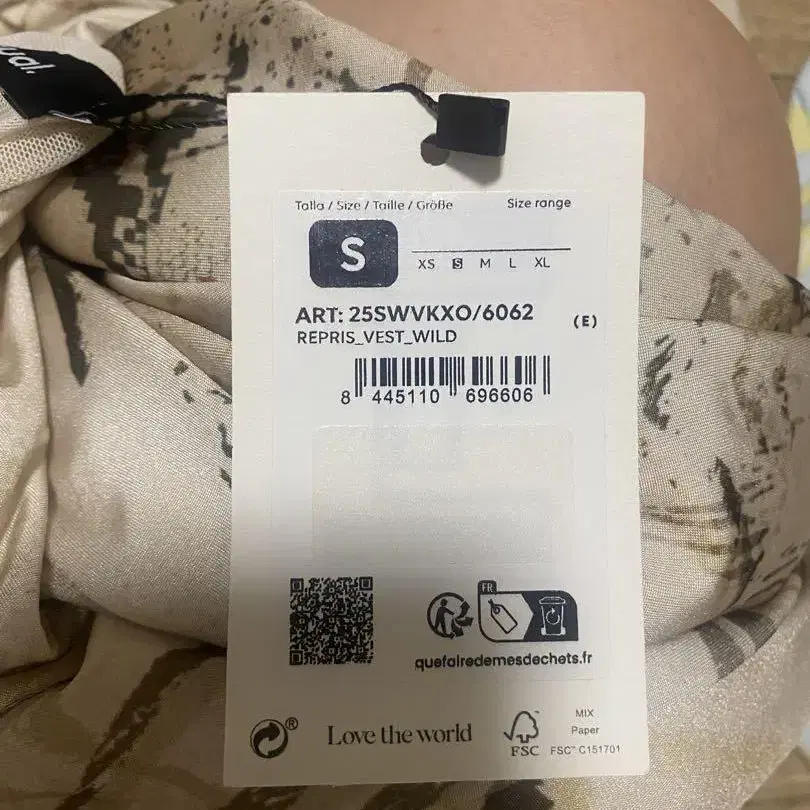 ual.
Talla / Size / Taille / Größe
Size range
S
XS S M L XL
ART: 25SWVKXO/6062
(E)
REPRIS_VEST_WILD
8 445110 696606
FR
quefairedemesdechets.fr
®
Love the world
FSC
MIX
Paper
FSC™ C151701